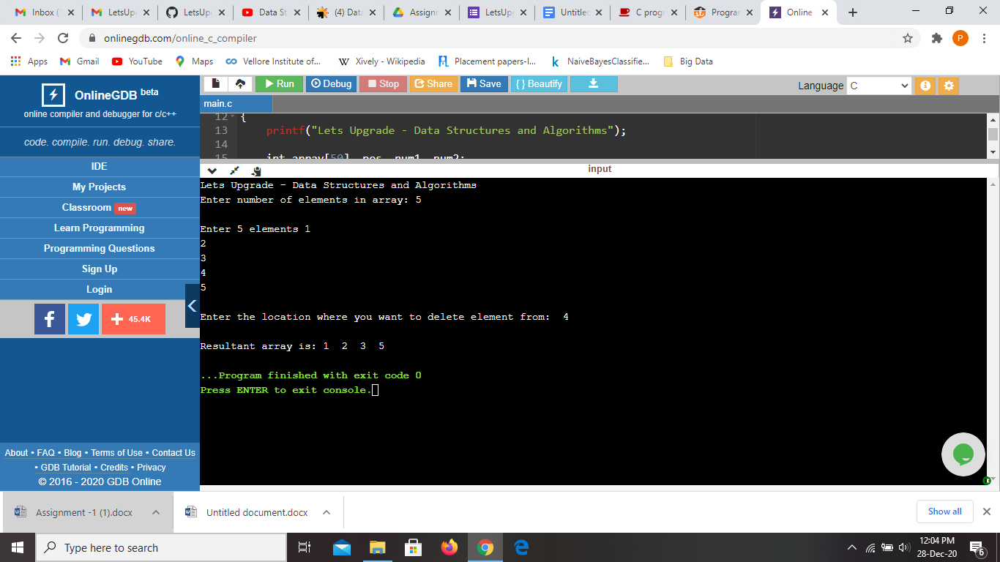 Inbox (
LetsUp
LetsUp
Data St
(4) Data
Assignr
LetsUp
Untitled
C progr
Progran
Online
onlinegdb.com/online_c_compiler
P
Apps
Gmail
YouTube
Maps
Vellore Institute of...
Xively - Wikipedia
Placement papers-I...
NaiveBayesClassifie...
Big Data
OnlineGDB beta
online compiler and debugger for c/c++
code. compile. run. debug. share.
IDE
My Projects
Classroom new
Learn Programming
Programming Questions
Sign Up
Login
45.4K
About • FAQ • Blog • Terms of Use • Contact Us
• GDB Tutorial • Credits • Privacy
© 2016 - 2020 GDB Online
Run
Debug
Stop
Share
Save
{ } Beautify
Language C
main.c
12 {
13 printf("Lets Upgrade - Data Structures and Algorithms");
14
15 int array[50], pos, num1, num2;
input
Lets Upgrade - Data Structures and Algorithms
Enter number of elements in array: 5
Enter 5 elements 1
2
3
4
5
Enter the location where you want to delete element from: 4
Resultant array is: 1 2 3 5
...Program finished with exit code 0
Press ENTER to exit console.
Assignment -1 (1).docx
Untitled document.docx
Show all
Type here to search
12:04 PM
28-Dec-20
6